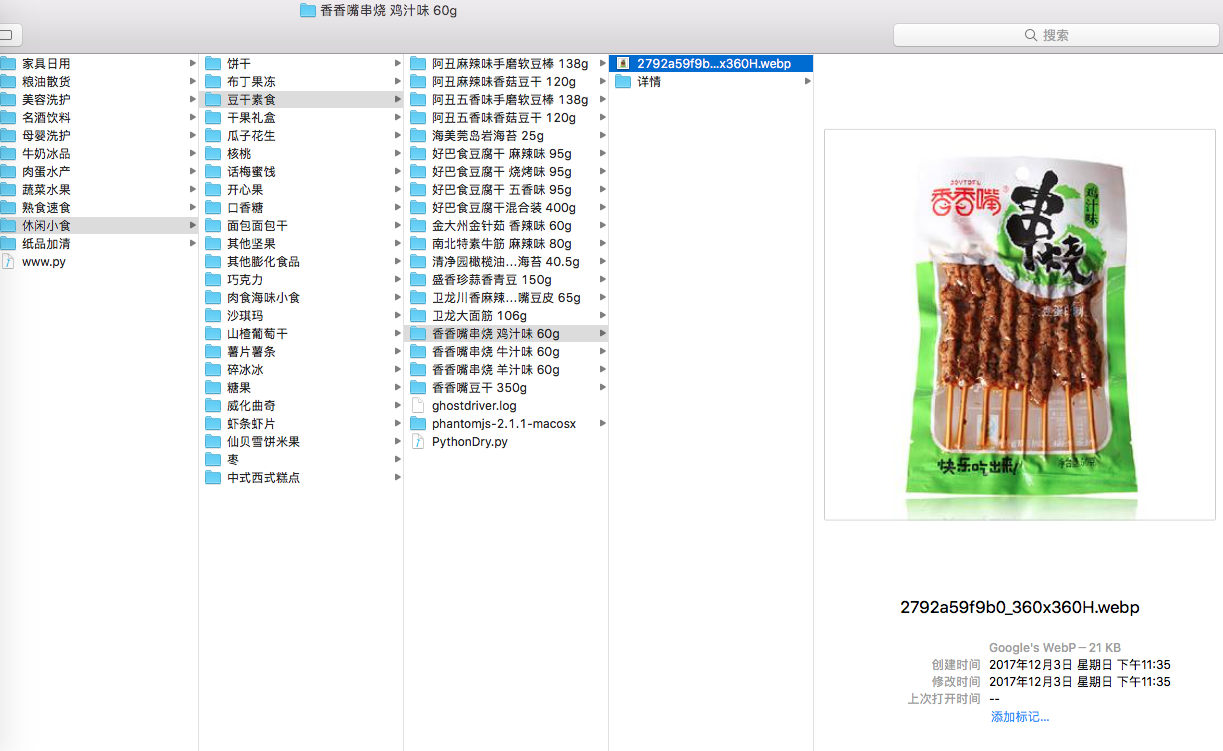 香香嘴串烧 鸡汁味 60g
搜索
家具日用
粮油散货
美容洗护
名酒饮料
母婴洗护
牛奶冰品
肉蛋水产
蔬菜水果
熟食速食
休闲小食
纸品加清
www.py
饼干
布丁果冻
豆干素食
干果礼盒
瓜子花生
核桃
话梅蜜饯
开心果
口香糖
面包面包干
其他坚果
其他膨化食品
巧克力
肉食海味小食
沙琪玛
山楂葡萄干
薯片薯条
碎冰冰
糖果
威化曲奇
虾条虾片
仙贝雪饼米果
枣
中式西式糕点
阿丑麻辣味手磨软豆棒 138g
阿丑麻辣味香菇豆干 120g
阿丑五香味手磨软豆棒 138g
阿丑五香味香菇豆干 120g
海美莞岛岩海苔 25g
好巴食豆腐干 麻辣味 95g
好巴食豆腐干 烧烤味 95g
好巴食豆腐干 五香味 95g
好巴食豆腐干混合装 400g
金大州金针菇 香辣味 60g
南北特素牛筋 麻辣味 80g
清净园橄榄油...海苔 40.5g
盛香珍蒜香青豆 150g
卫龙川香麻辣...嘴豆皮 65g
卫龙大面筋 106g
香香嘴串烧 鸡汁味 60g
香香嘴串烧 牛汁味 60g
香香嘴串烧 羊汁味 60g
香香嘴豆干 350g
ghostdriver.log
phantomjs-2.1.1-macosx
PythonDry.py
2792a59f9b...x360H.webp
详情
香香嘴
串烧
鸡汁味
快乐吃出来!
2792a59f9b0_360x360H.webp
Google's WebP – 21 KB
创建时间 2017年12月3日 星期日 下午11:35
修改时间 2017年12月3日 星期日 下午11:35
上次打开时间 --
添加标记...